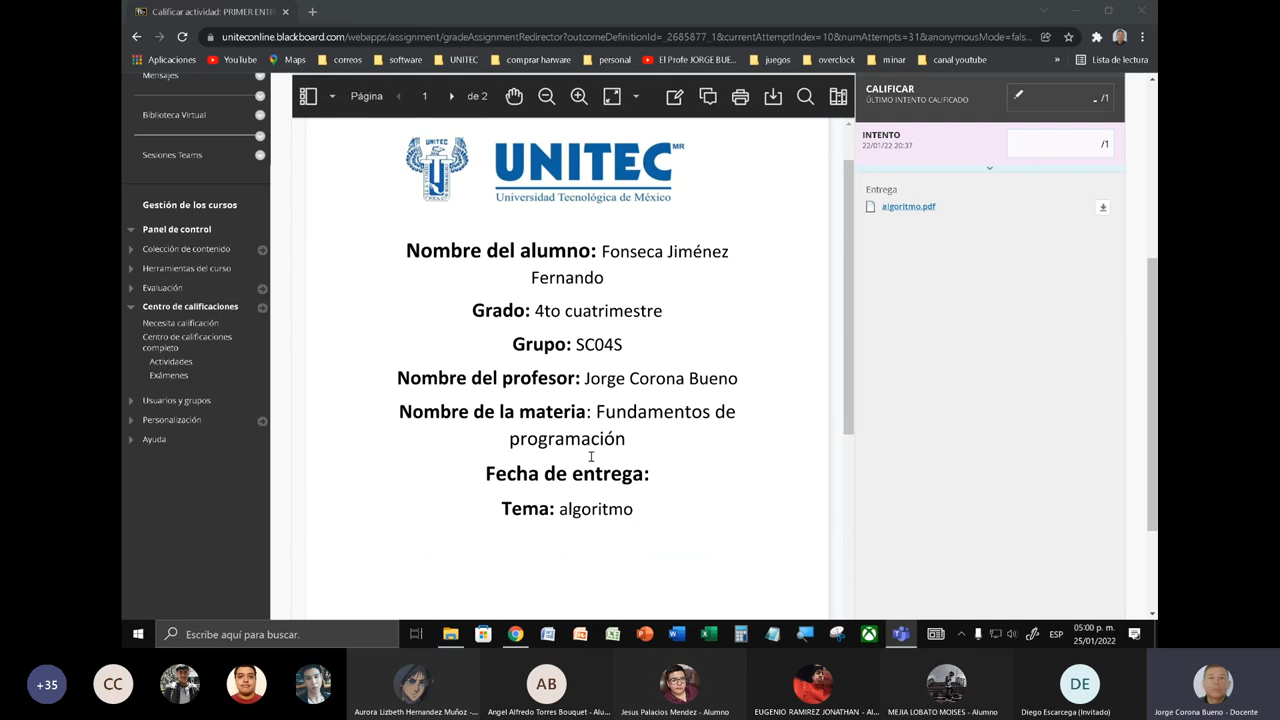 Calificar actividad: PRIMER ENTR
uniteconline.blackboard.com/webapps/assignment/gradeAssignmentRedirector?outcomeDefinitionId=_2685877_1&currentAttemptIndex=10&numAttempts=31&anonymousMode=fals...
Aplicaciones YouTube Maps correos software UNITEC comprar harware personal El Profe JORGE BUE... juegos overclock minar canal youtube » Lista de lectura
Mensajes
Biblioteca Virtual
Sesiones Teams
Gestión de los cursos
Panel de control
Colección de contenido
Herramientas del curso
Evaluación
Centro de calificaciones
Necesita calificación
Centro de calificaciones
completo
Actividades
Exámenes
Usuarios y grupos
Personalización
Ayuda
Página 1 de 2
UNITEC
UNITEC MR
Universidad Tecnológica de México
Nombre del alumno: Fonseca Jiménez
Fernando
Grado: 4to cuatrimestre
Grupo: SC04S
Nombre del profesor: Jorge Corona Bueno
Nombre de la materia: Fundamentos de
programación
Fecha de entrega:
Tema: algoritmo
CALIFICAR
ÚLTIMO INTENTO CALIFICADO
- /1
INTENTO
22/01/22 20:37
/1
Entrega
algoritmo.pdf
Escribe aquí para buscar.
ESP
05:00 p. m.
25/01/2022
+35
CC
Aurora Lizbeth Hernandez Muñoz -...
AB
Angel Alfredo Torres Bouquet - Alu...
Jesus Palacios Mendez - Alumno
EUGENIO RAMIREZ JONATHAN - Al...
MEJIA LOBATO MOISES - Alumno
DE
Diego Escarcega (Invitado)
Jorge Corona Bueno - Docente